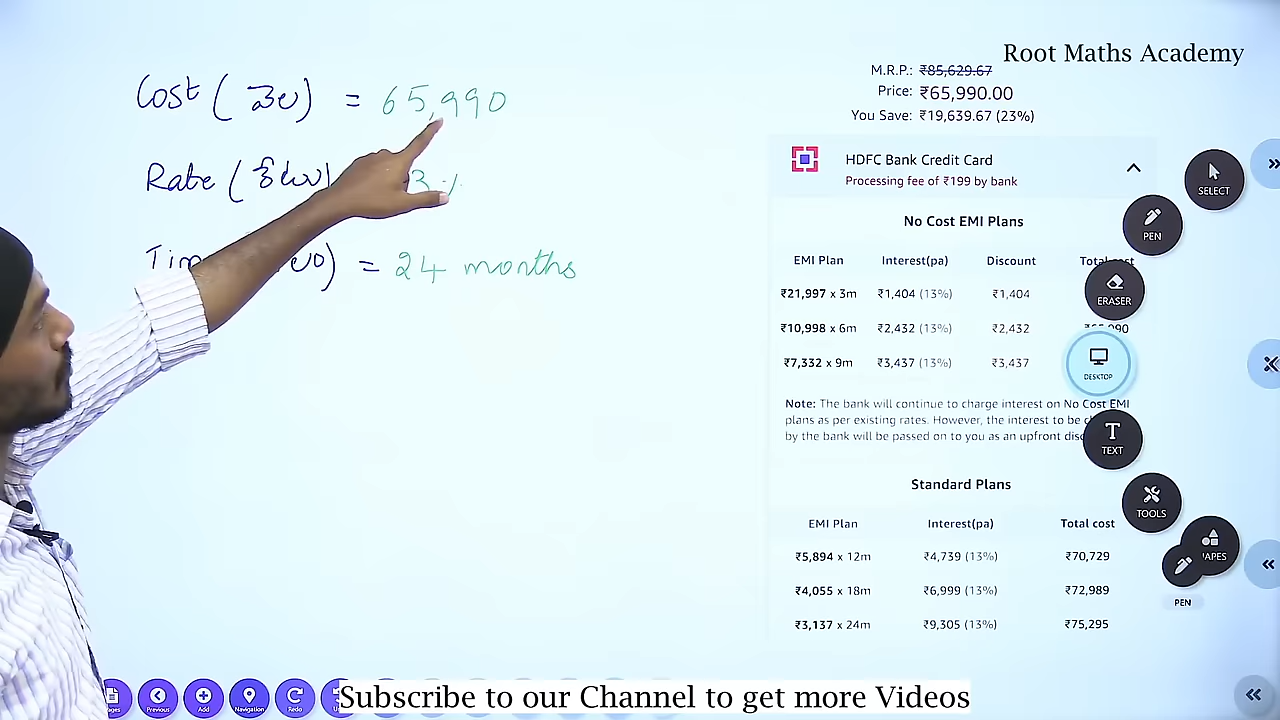 Root Maths Academy
M.R.P.: ₹85,629.67
Price: ₹65,990.00
You Save: ₹19,639.67 (23%)
Cost ( = 65,990
Rate ( 3 %
= 24 months
HDFC Bank Credit Card
Processing fee of ₹199 by bank
No Cost EMI Plans
EMI Plan Interest(pa) Discount
₹21,997 x 3m ₹1,404 (13%) ₹1,404
₹10,998 x 6m ₹2,432 (13%) ₹2,432
₹7,332 x 9m ₹3,437 (13%) ₹3,437
Note: The bank will continue to charge interest on No Cost EMI
plans as per existing rates. However, the interest to be
by the bank will be passed on to you as an upfront
Standard Plans
EMI Plan Interest(pa) Total cost
₹5,894 x 12m ₹4,739 (13%) ₹70,729
₹4,055 x 18m ₹6,999 (13%) ₹72,989
₹3,137 x 24m ₹9,305 (13%) ₹75,295
SELECT
PEN
ERASER
DESKTOP
T
TEXT
TOOLS
PEN
Previous
Add
Navigation
Redo
Subscribe to our Channel to get more Videos